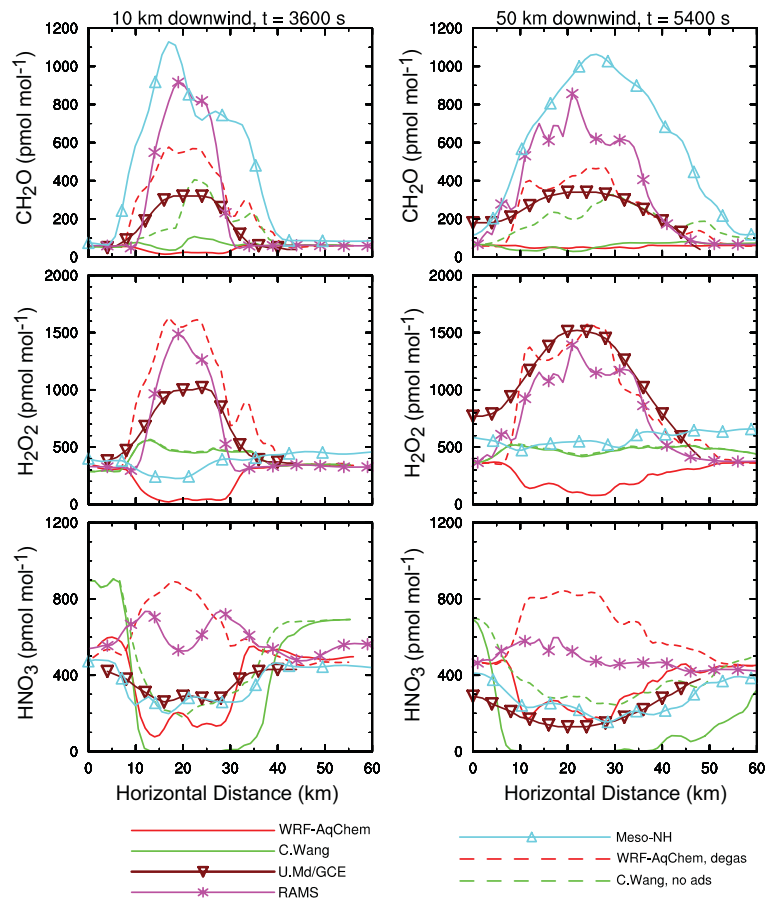 10 km downwind, t = 3600 s
50 km downwind, t = 5400 s
CH2O (pmol mol−1)
1200
1000
800
600
400
200
0
CH2O (pmol mol−1)
1200
1000
800
600
400
200
0
H2O2 (pmol mol−1)
2000
1500
1000
500
0
H2O2 (pmol mol−1)
2000
1500
1000
500
0
HNO3 (pmol mol−1)
1200
800
400
0
0 10 20 30 40 50 60
Horizontal Distance (km)
HNO3 (pmol mol−1)
1200
800
400
0
0 10 20 30 40 50 60
Horizontal Distance (km)
WRF-AqChem
C.Wang
U.Md/GCE
RAMS
Meso-NH
WRF-AqChem, degas
C.Wang, no ads